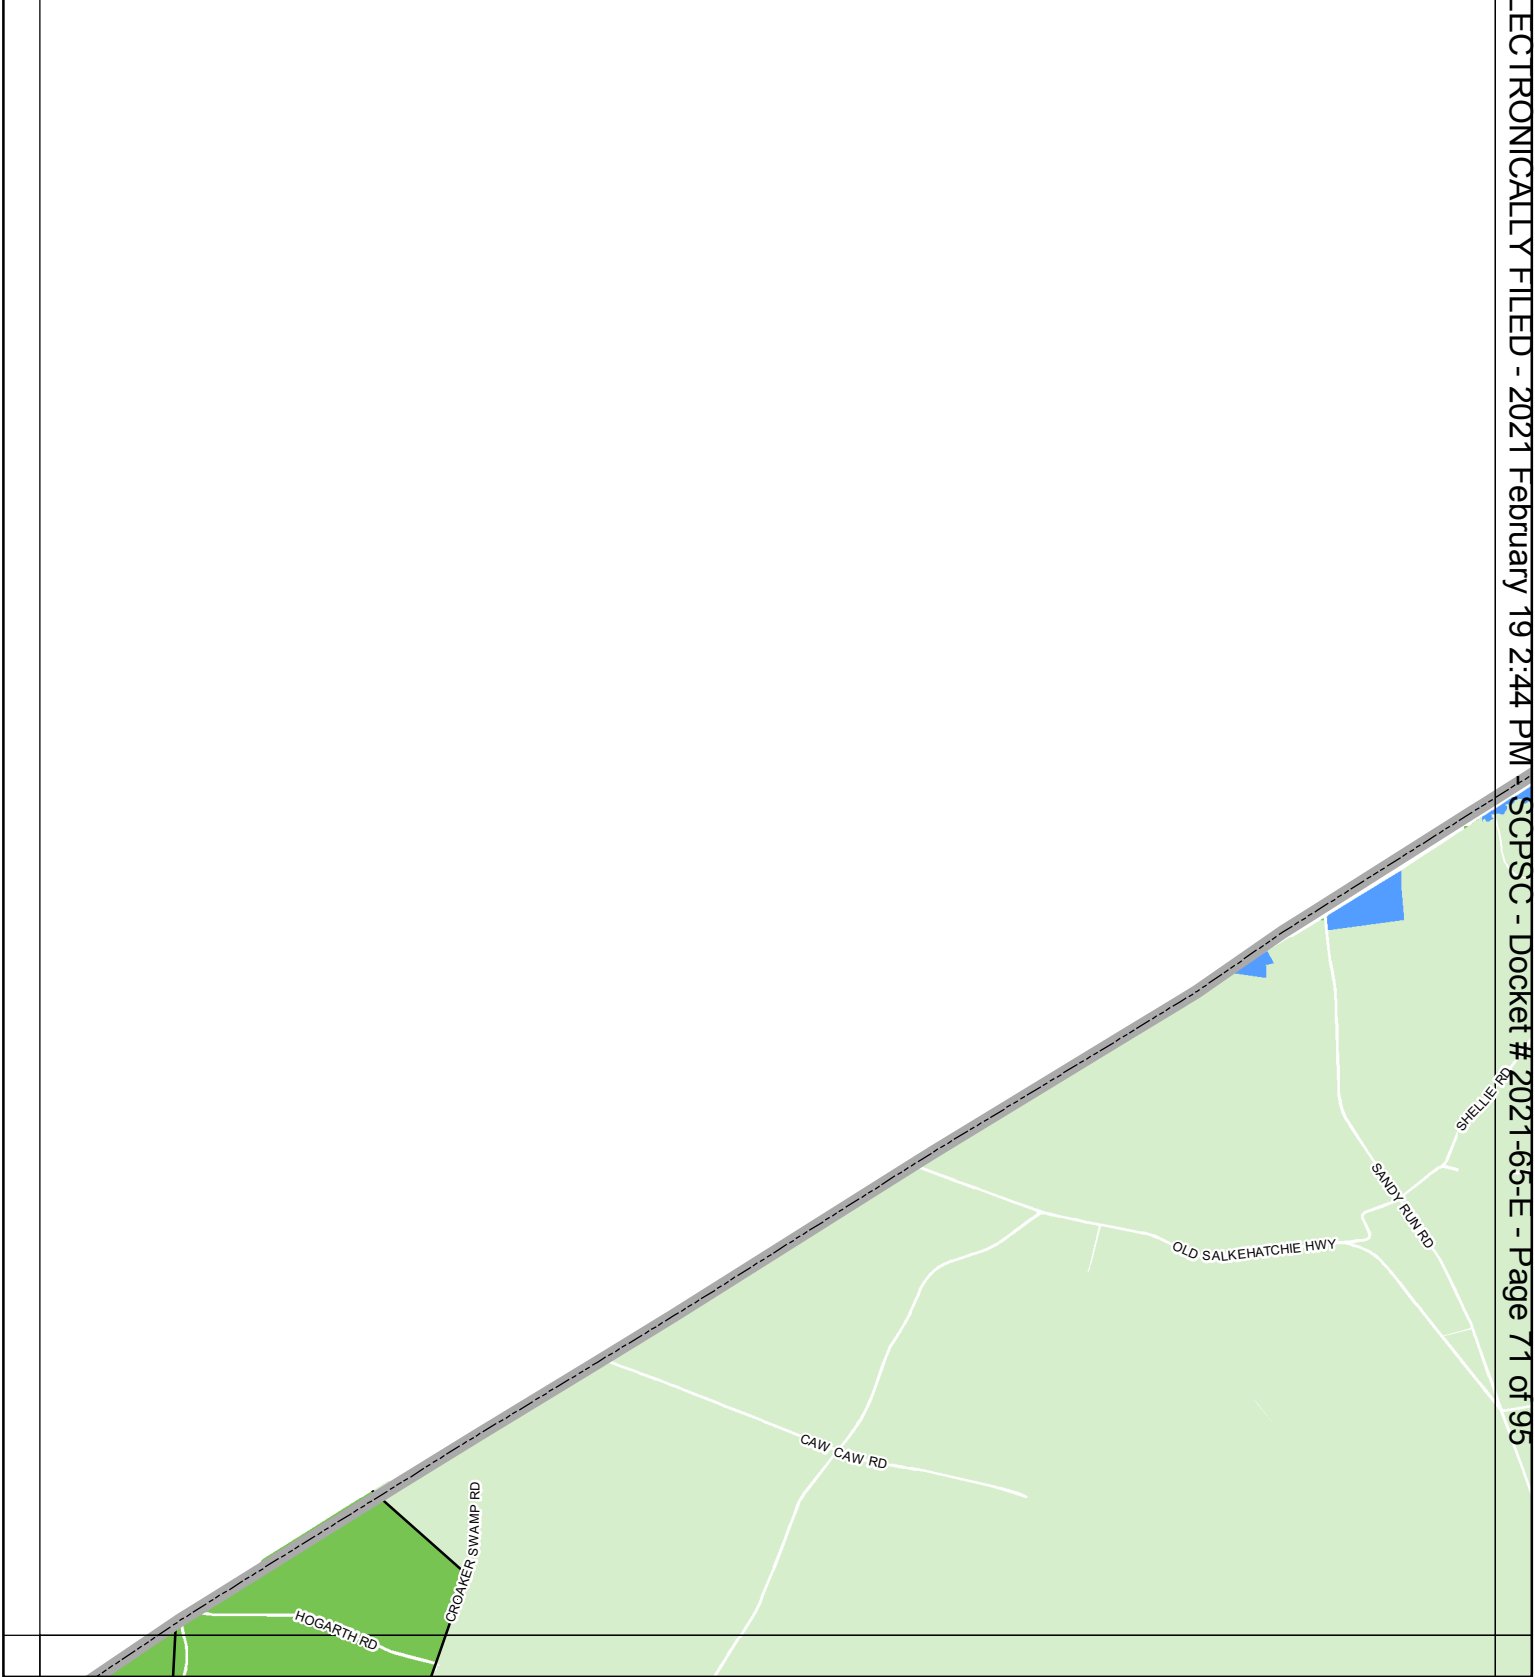 ELECTRONICALLY FILED - 2021 February 19 2:44 PM - SCPSC - Docket # 2021-65-E - Page 71 of 95
SHELLIE RD
SANDY RUN RD
OLD SALKEHATCHIE HWY
CAW CAW RD
CROAKER SWAMP RD
HOGARTH RD